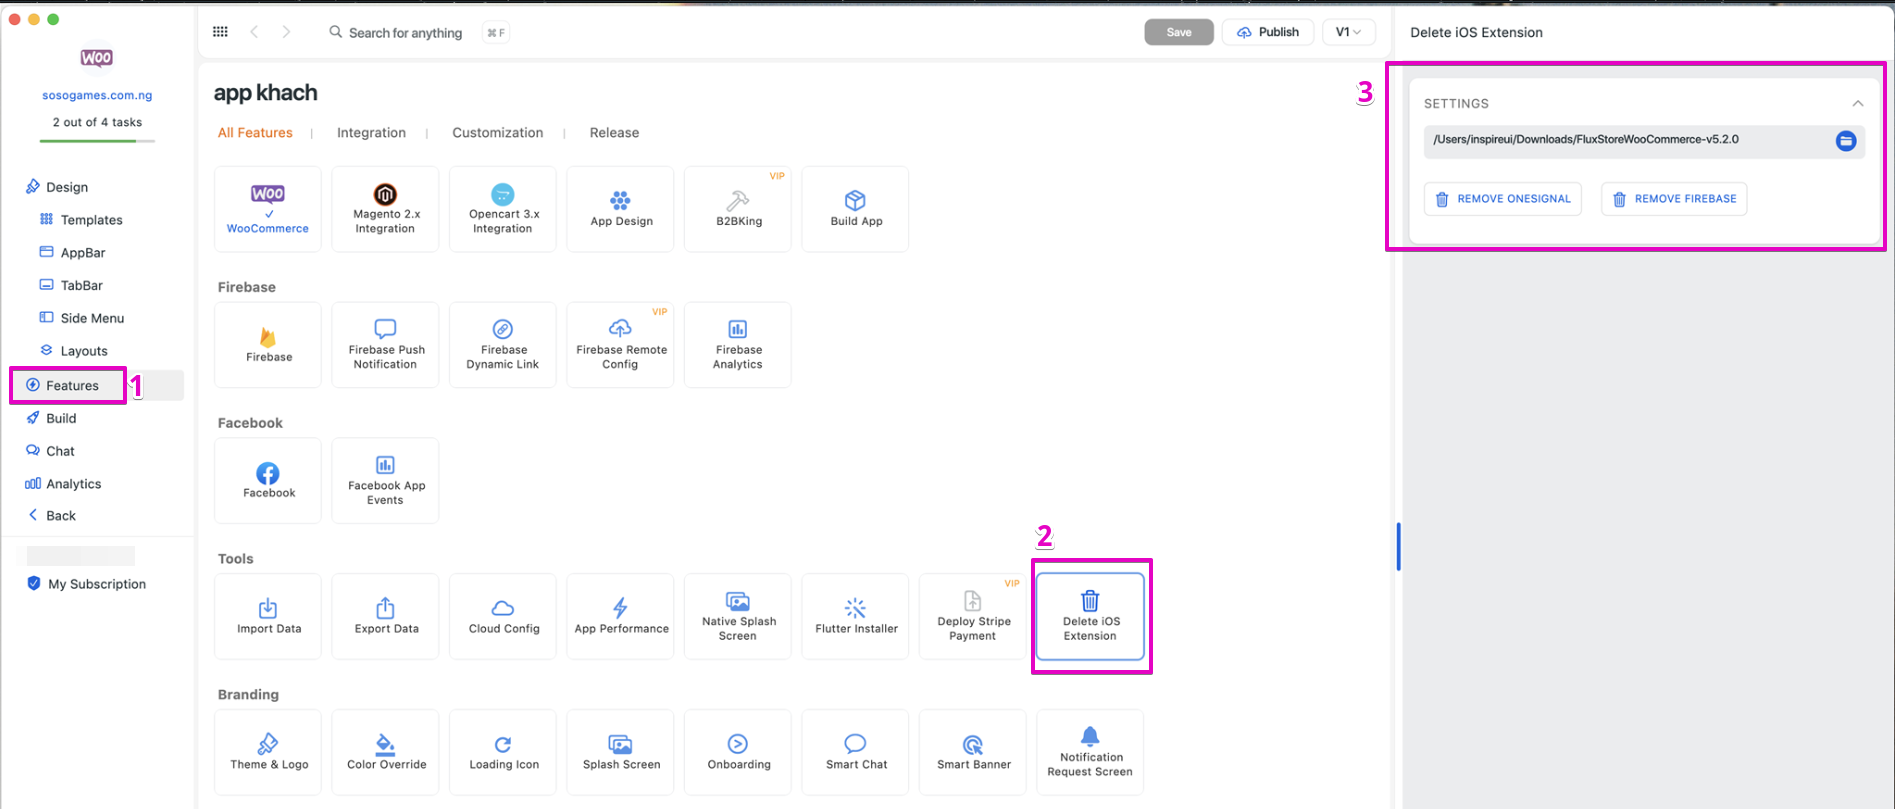 WOO
sosogames.com.ng
2 out of 4 tasks
Design
Templates
AppBar
TabBar
Side Menu
Layouts
Features
1
Build
Chat
Analytics
Back
My Subscription
Search for anything
⌘ F
Save
Publish
V1
app khach
All Features | Integration | Customization | Release
WOO
WooCommerce
Magento 2.x
Integration
Opencart 3.x
Integration
App Design
VIP
B2BKing
Build App
Firebase
Firebase
Firebase Push
Notification
Firebase
Dynamic Link
VIP
Firebase Remote
Config
Firebase
Analytics
Facebook
Facebook
Facebook App
Events
Tools
Import Data
Export Data
Cloud Config
App Performance
Native Splash
Screen
Flutter Installer
VIP
Deploy Stripe
Payment
2
Delete iOS
Extension
Branding
Theme & Logo
Color Override
Loading Icon
Splash Screen
Onboarding
Smart Chat
Smart Banner
Notification
Request Screen
Delete iOS Extension
3
SETTINGS
/Users/inspireui/Downloads/FluxStoreWooCommerce-v5.2.0
REMOVE ONESIGNAL
REMOVE FIREBASE